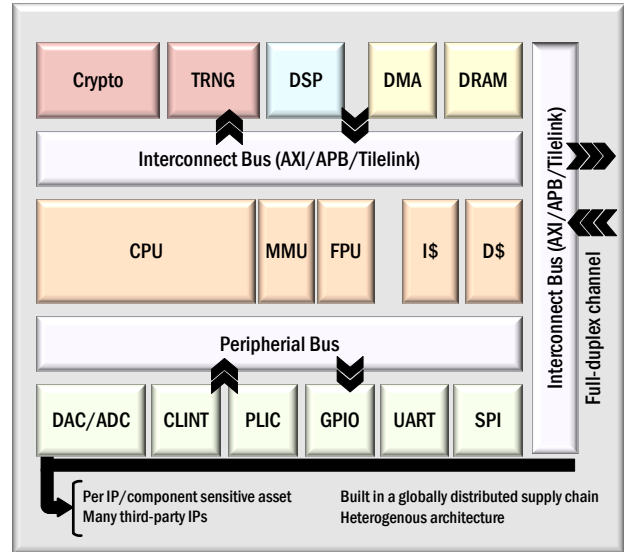 Crypto TRNG DSP DMA DRAM
Interconnect Bus (AXI/APB/Tilelink)
CPU MMU FPU I$ D$
Peripherial Bus
DAC/ADC CLINT PLIC GPIO UART SPI
Interconnect Bus (AXI/APB/Tilelink)
Full-duplex channel
Per IP/component sensitive asset
Many third-party IPs
Built in a globally distributed supply chain
Heterogenous architecture